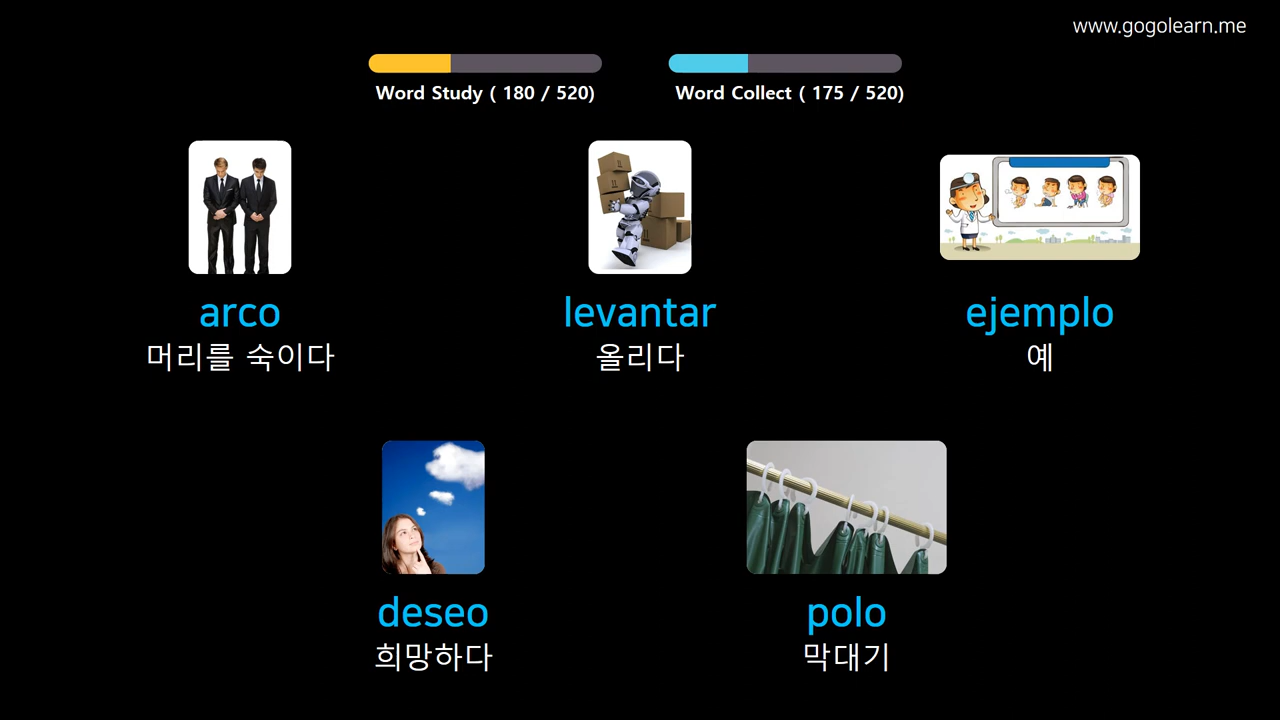 www.gogolearn.me
Word Study ( 180 / 520)
Word Collect ( 175 / 520)
arco
머리를 숙이다
levantar
올리다
ejemplo
예
deseo
희망하다
polo
막대기